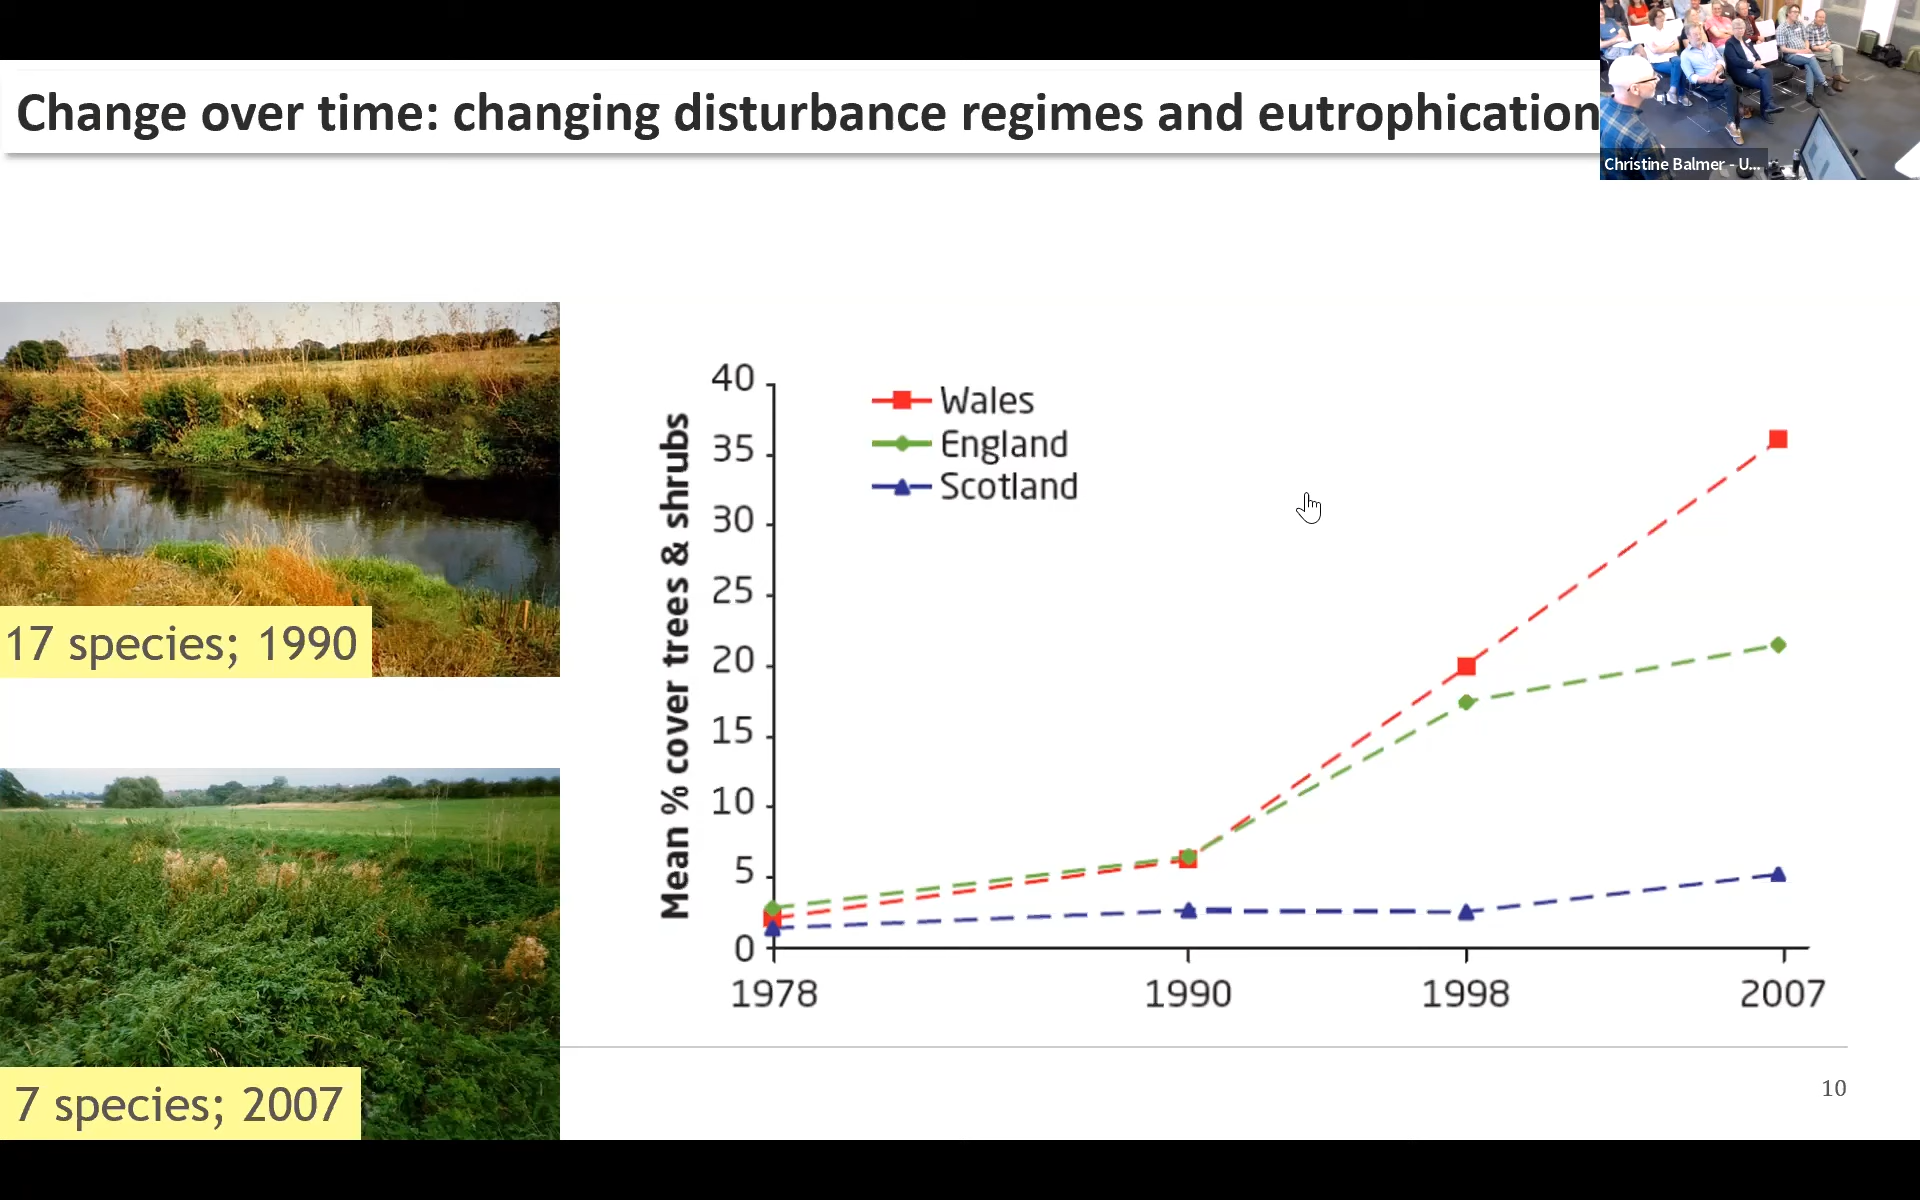 Change over time: changing disturbance regimes and eutrophication
Christine Balmer - U...
17 species; 1990
7 species; 2007
Mean % cover trees & shrubs
40
35
30
25
20
15
10
5
0
Wales
England
Scotland
1978 1990 1998 2007
10